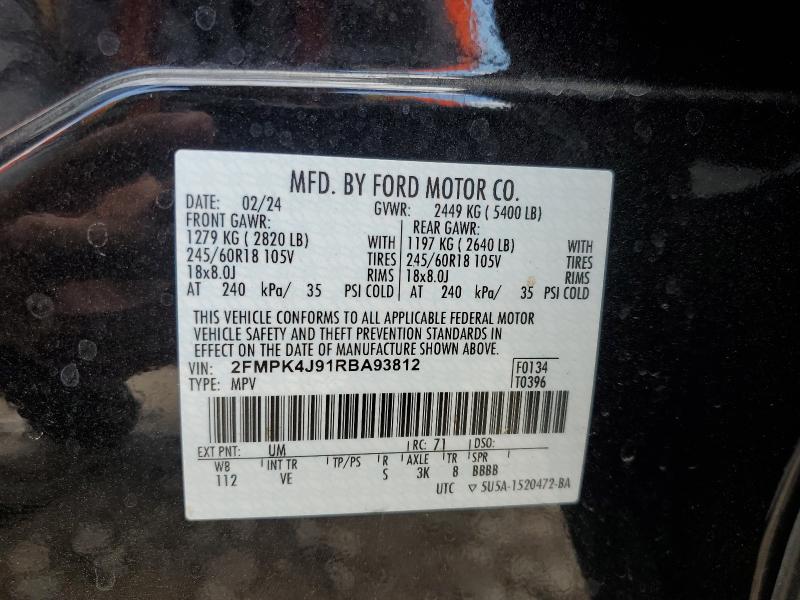 MFD. BY FORD MOTOR CO.
DATE: 02/24 GVWR: 2449 KG ( 5400 LB)
FRONT GAWR: REAR GAWR:
1279 KG ( 2820 LB) WITH 1197 KG ( 2640 LB) WITH
245/60R18 105V TIRES 245/60R18 105V TIRES
18x8.0J RIMS 18x8.0J RIMS
AT 240 kPa/ 35 PSI COLD AT 240 kPa/ 35 PSI COLD
THIS VEHICLE CONFORMS TO ALL APPLICABLE FEDERAL MOTOR
VEHICLE SAFETY AND THEFT PREVENTION STANDARDS IN
EFFECT ON THE DATE OF MANUFACTURE SHOWN ABOVE.
VIN: 2FMPK4J91RBA93812 F0134
TYPE: MPV T0396
EXT PNT: UM RC: 71 DSO:
WB INT TR TP/PS R AXLE TR SPR
112 VE S 3K 8 BBBB
UTC ▽ 5U5A-1520472-BA